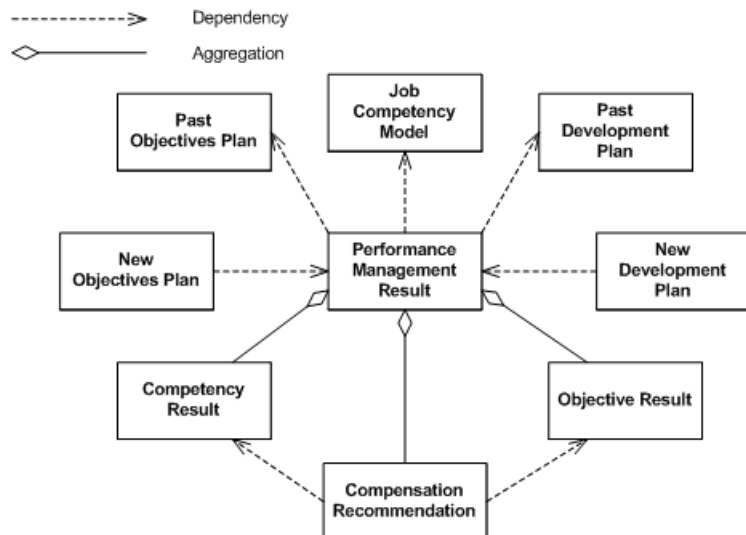 Dependency
Aggregation
Past
Objectives Plan
Job
Competency
Model
Past
Development
Plan
New
Objectives Plan
Performance
Management
Result
New
Development
Plan
Competency
Result
Objective Result
Compensation
Recommendation